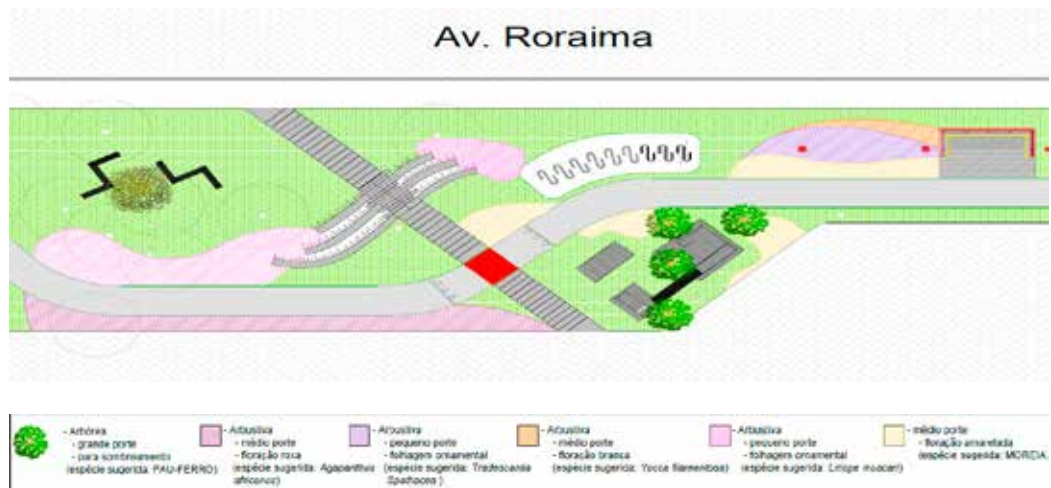 Av. Roraima
- Arbórea
- grande porte
- para sombreamento
(espécie sugerida: PAU-FERRO)
- Arbustiva
- médio porte
- floração roxa
(espécie sugerida: Agapanthus
africanus)
- Arbustiva
- pequeno porte
- folhagem ornamental
(espécie sugerida: Tradescantia
Spathacea )
- Arbustiva
- médio porte
- floração branca
(espécie sugerida: Yucca filamentosa)
- Arbustiva
- pequeno porte
- folhagem ornamental
(espécie sugerida: Liriope muscari)
- médio porte
- floração amarelada
(espécie sugerida: MOREIA